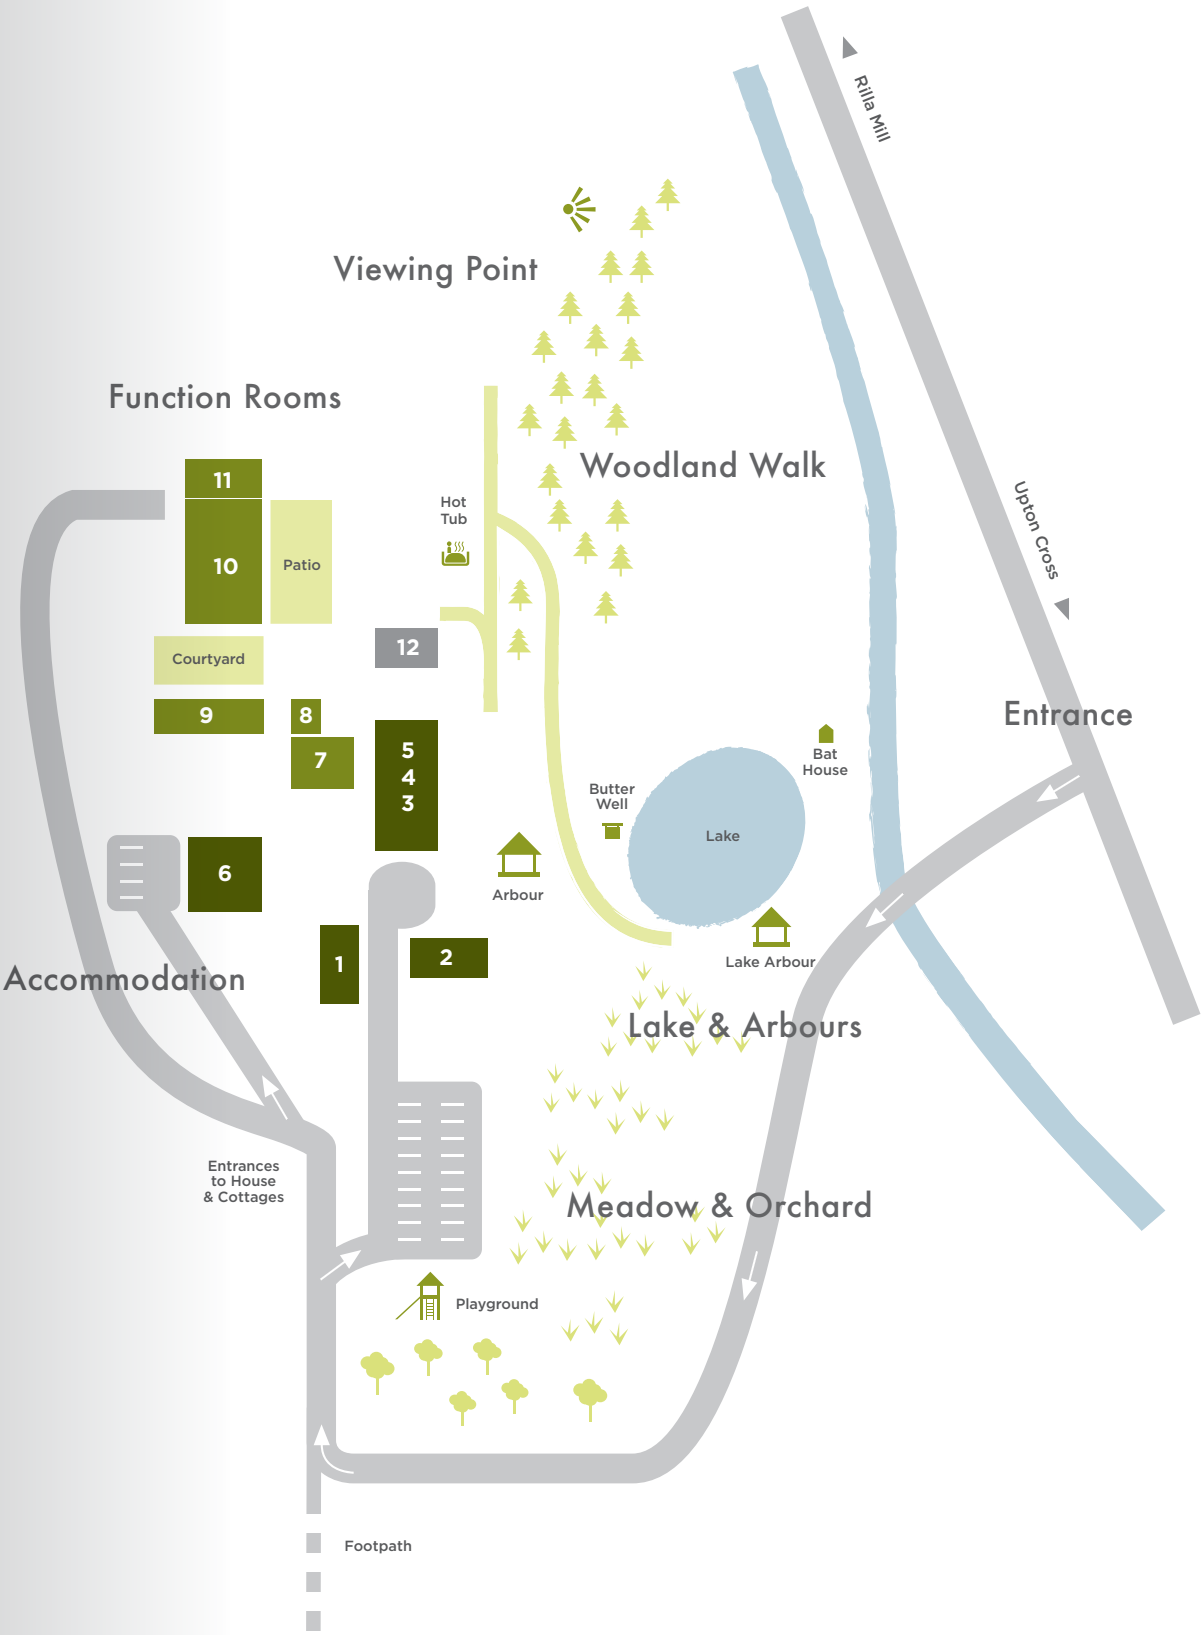 Rilla Mill
Viewing Point
Function Rooms
Woodland Walk
11
Hot
Tub
Upton Cross
10
Patio
12
Courtyard
9
8
Entrance
5
4
3
7
Bat
House
Butter
Well
Lake
6
Arbour
2
1
Lake Arbour
Accommodation
Lake & Arbours
Entrances
to House
& Cottages
Meadow & Orchard
Playground
Footpath